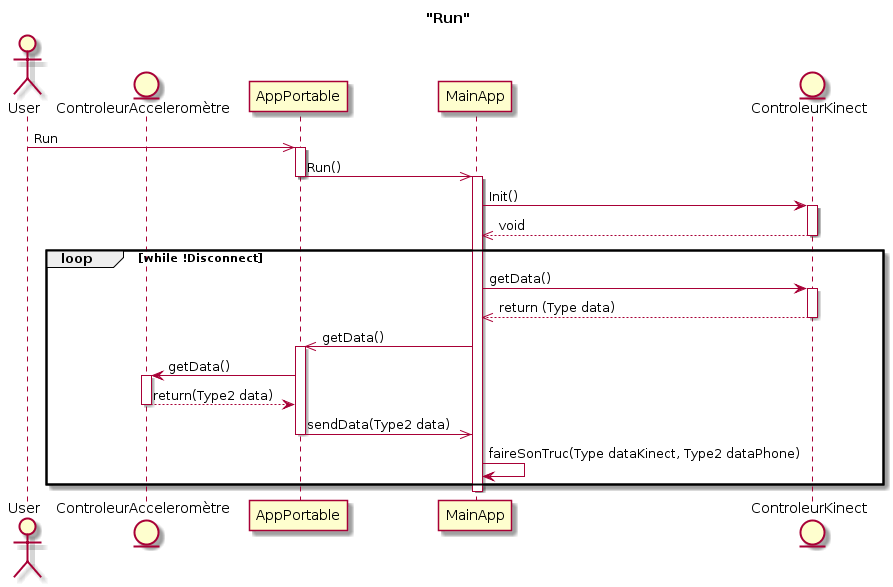 "Run"
User
ControleurAcceleromètre
AppPortable
MainApp
ControleurKinect
Run
Run()
Init()
void
loop [while !Disconnect]
getData()
return (Type data)
getData()
getData()
return(Type2 data)
sendData(Type2 data)
faireSonTruc(Type dataKinect, Type2 dataPhone)
User
ControleurAcceleromètre
AppPortable
MainApp
ControleurKinect